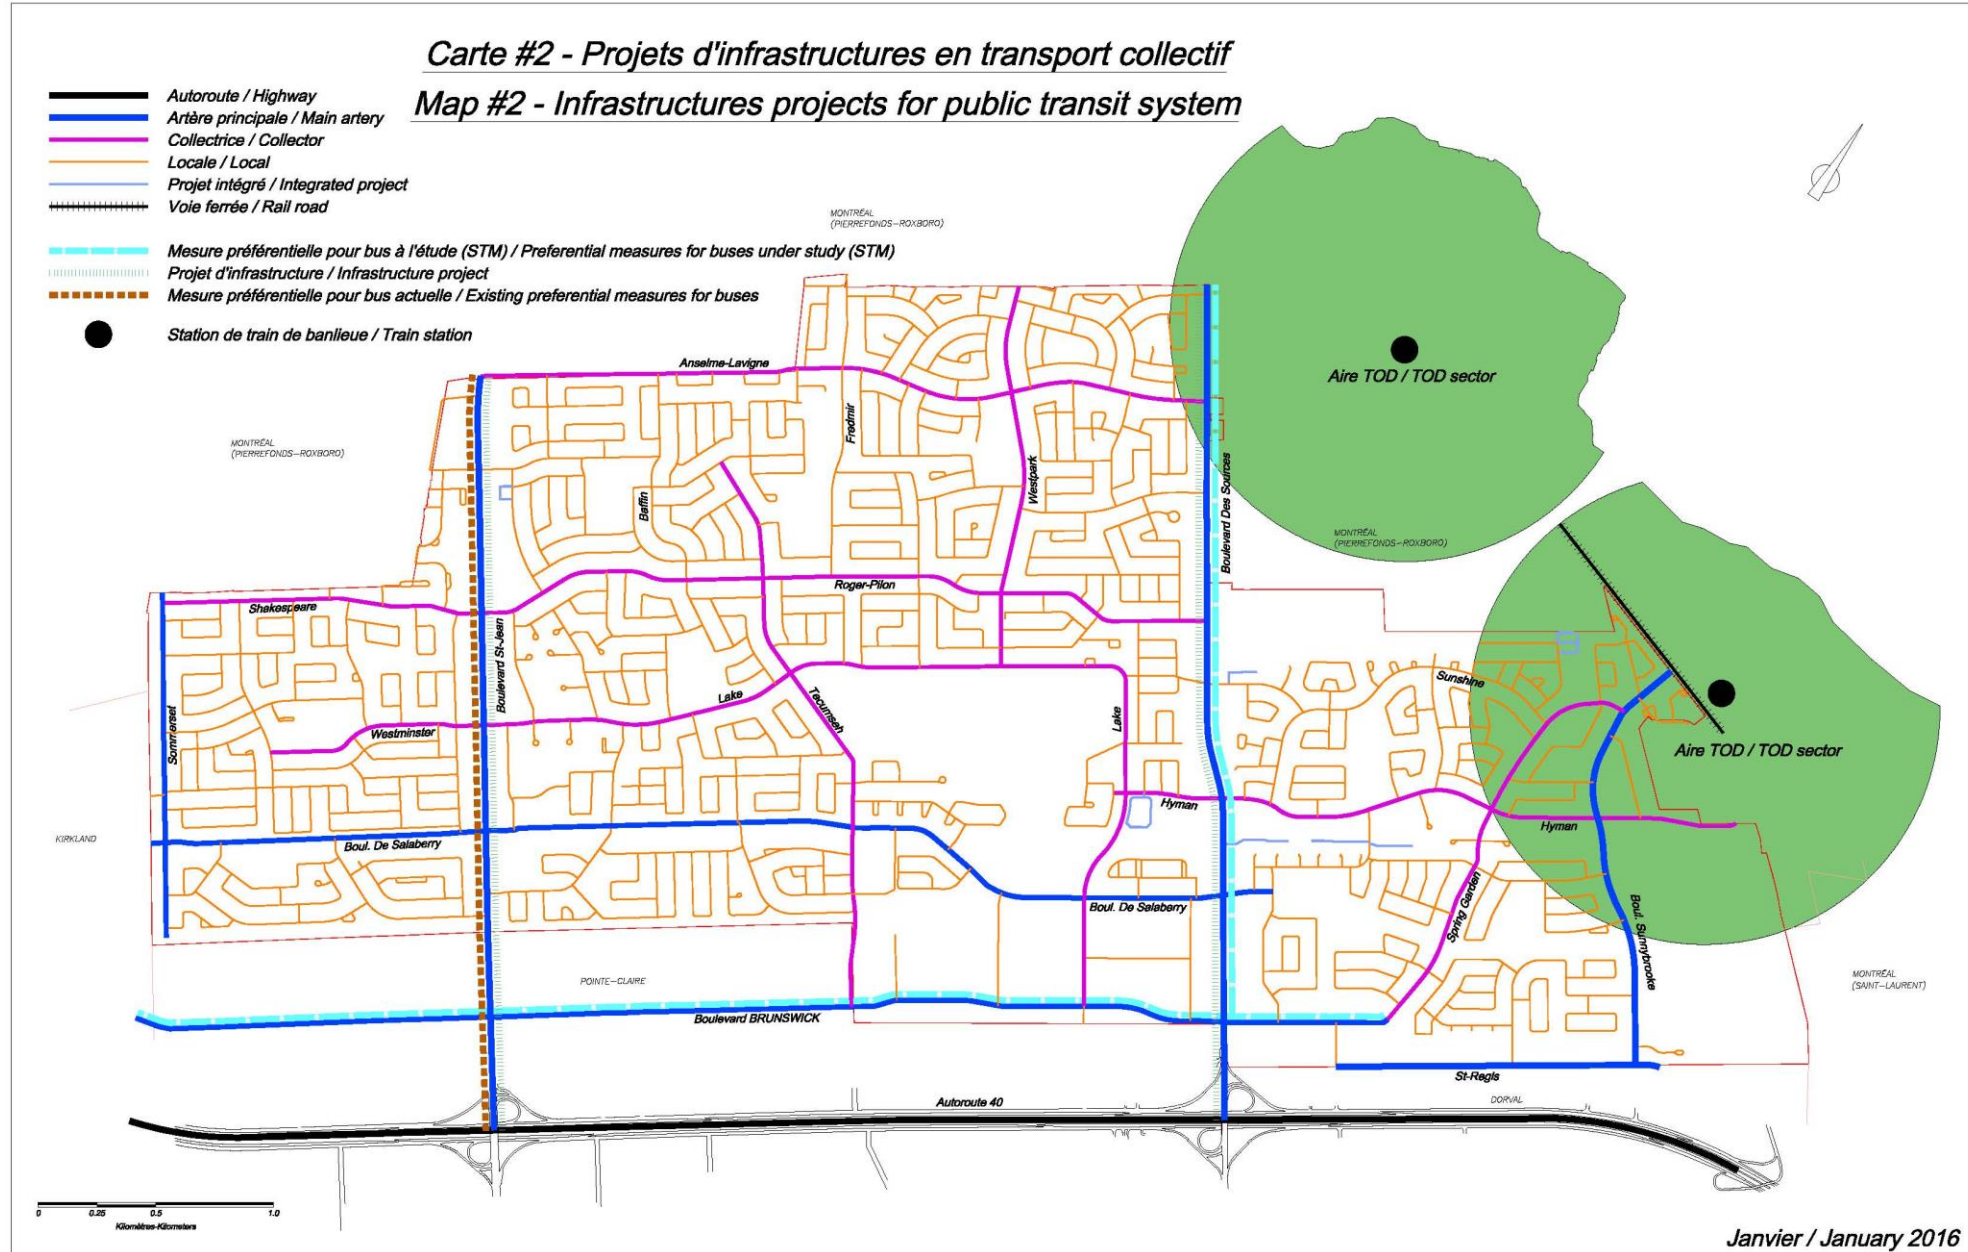 Carte #2 - Projets d'infrastructures en transport collectif
Map #2 - Infrastructures projects for public transit system
Autoroute / Highway
Artère principale / Main artery
Collectrice / Collector
Locale / Local
Projet intégré / Integrated project
Voie ferrée / Rail road
Mesure préférentielle pour bus à l'étude (STM) / Preferential measures for buses under study (STM)
Projet d'infrastructure / Infrastructure project
Mesure préférentielle pour bus actuelle / Existing preferential measures for buses
Station de train de banlieue / Train station
MONTRÉAL
(PIERREFONDS-ROXBORO)
Anselme-Lavigne
Aire TOD / TOD sector
Fredmir
MONTRÉAL
(PIERREFONDS-ROXBORO)
Westpark
Boulevard Des Sources
Baffin
MONTRÉAL
(PIERREFONDS-ROXBORO)
Roger-Pilon
Shakespeare
Boulevard St-Jean
Sunshine
Lake
Tecumseh
Lake
Sommerset
Westminster
Aire TOD / TOD sector
Hyman
Hyman
KIRKLAND
Boul. De Salaberry
Boul. De Salaberry
Spring Garden
Boul. Sunnybrooke
POINTE-CLAIRE
MONTRÉAL
(SAINT-LAURENT)
Boulevard BRUNSWICK
St-Regis
Autoroute 40
DORVAL
0 0.25 0.5 1.0
Kilomètres-Kilometers
Janvier / January 2016